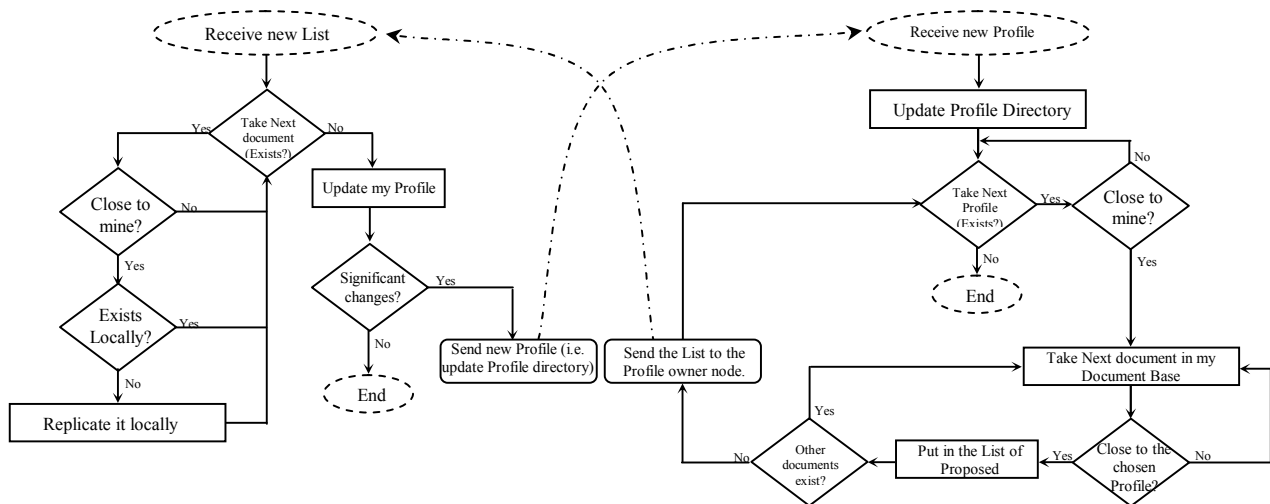 Receive new List
Take Next
document
(Exists?)
Yes
No
Close to
mine?
No
Yes
Exists
Locally?
Yes
No
Replicate it locally
Update my Profile
Significant
changes?
Yes
No
End
Send new Profile (i.e.
update Profile directory)
Receive new Profile
Update Profile Directory
Take Next
Profile
(Exists?)
Yes
No
End
Close to
mine?
No
Yes
Send the List to the
Profile owner node.
Take Next document in my
Document Base
Close to the
chosen
Profile?
No
Yes
Put in the List of
Proposed
Other
documents
exist?
Yes
No